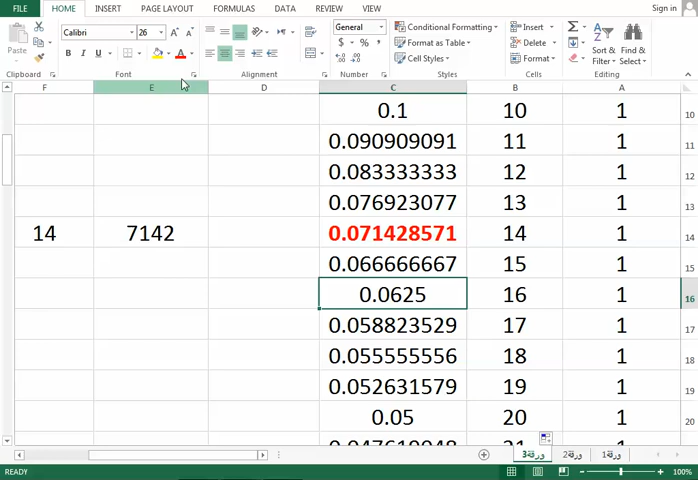 FILE HOME INSERT PAGE LAYOUT FORMULAS DATA REVIEW VIEW Sign in
Calibri 26 A A General Conditional Formatting Insert
Paste B I U A $ % , Format as Table Delete Sort & Filter Find & Select
Cell Styles Format
Clipboard Font Alignment Number Styles Cells Editing
F E D C B A
0.1 10 1 10
0.090909091 11 1 11
0.083333333 12 1 12
0.076923077 13 1 13
14 7142 0.071428571 14 1 14
0.066666667 15 1 15
0.0625 16 1 16
0.058823529 17 1 17
0.055555556 18 1 18
0.052631579 19 1 19
0.05 20 1 20
0.047619048 21 1
ورقة3 ورقة2 ورقة1
READY 100%